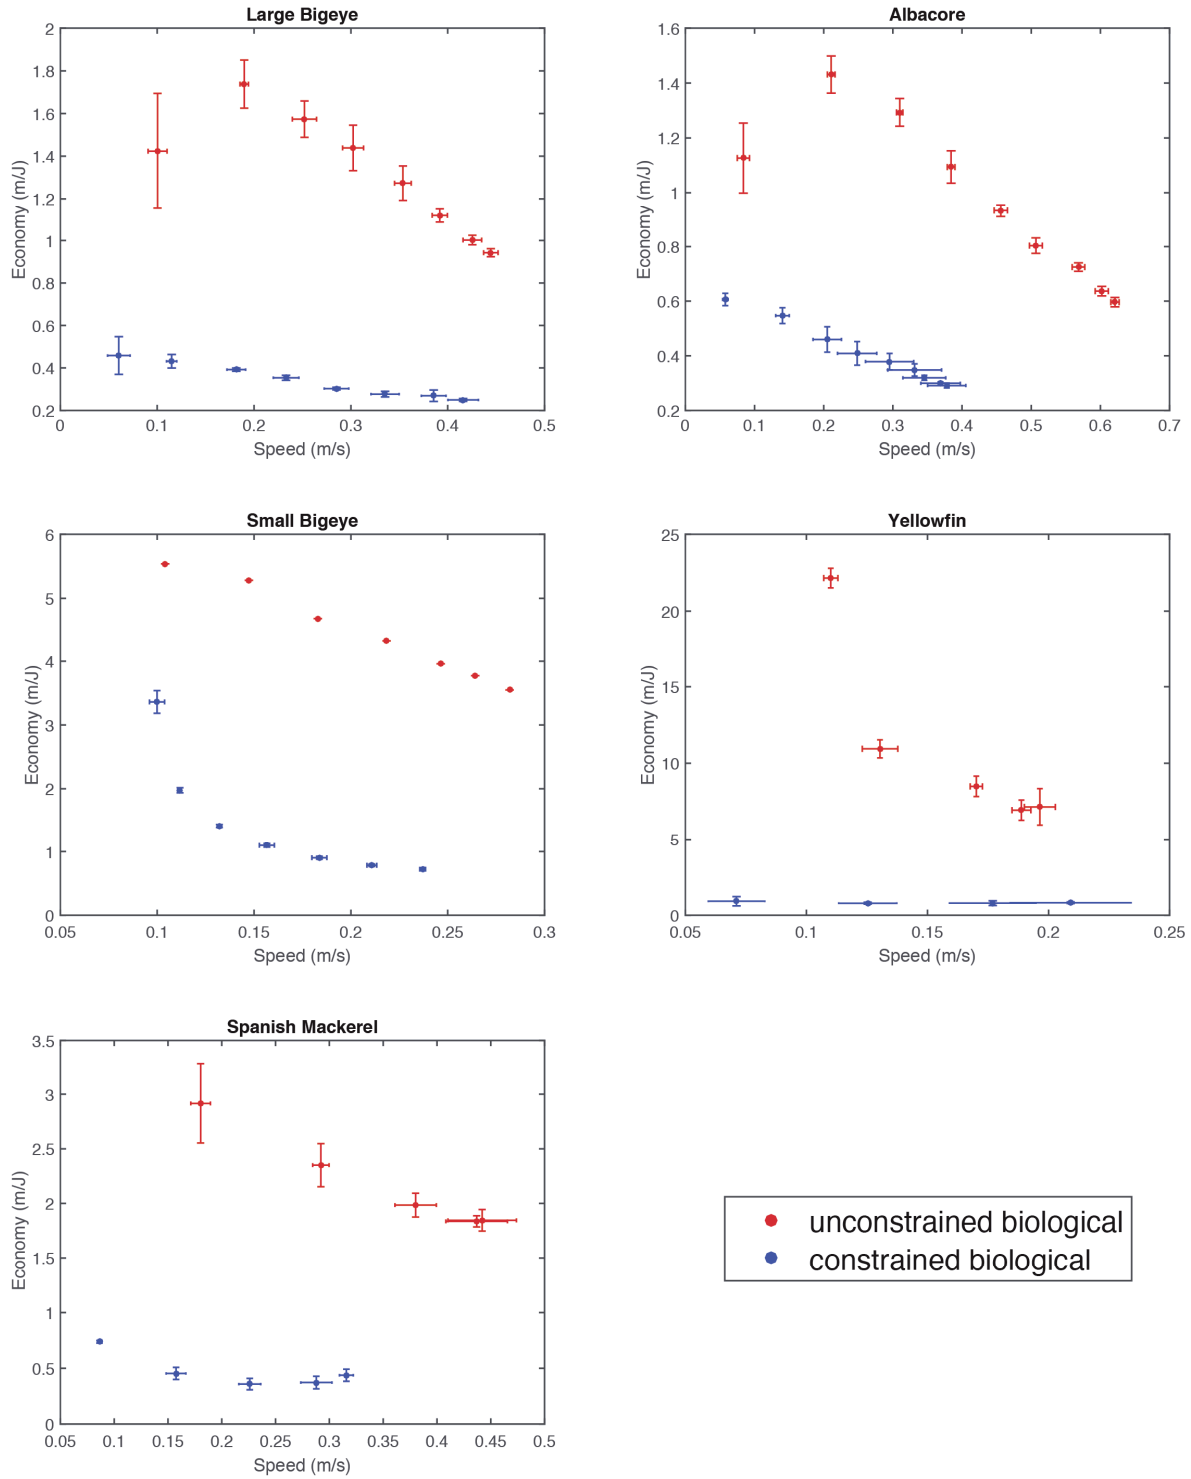 Large Bigeye
2
1.8
1.6
1.4
1.2
1
0.8
0.6
0.4
0.2
Economy (m/J)
0 0.1 0.2 0.3 0.4 0.5
Speed (m/s)
Albacore
1.6
1.4
1.2
1
0.8
0.6
0.4
0.2
Economy (m/J)
0 0.1 0.2 0.3 0.4 0.5 0.6 0.7
Speed (m/s)
Small Bigeye
6
5
4
3
2
1
0
Economy (m/J)
0.05 0.1 0.15 0.2 0.25 0.3
Speed (m/s)
Yellowfin
25
20
15
10
5
0
Economy (m/J)
0.05 0.1 0.15 0.2 0.25
Speed (m/s)
Spanish Mackerel
3.5
3
2.5
2
1.5
1
0.5
0
Economy (m/J)
0.05 0.1 0.15 0.2 0.25 0.3 0.35 0.4 0.45 0.5
Speed (m/s)
unconstrained biological
constrained biological